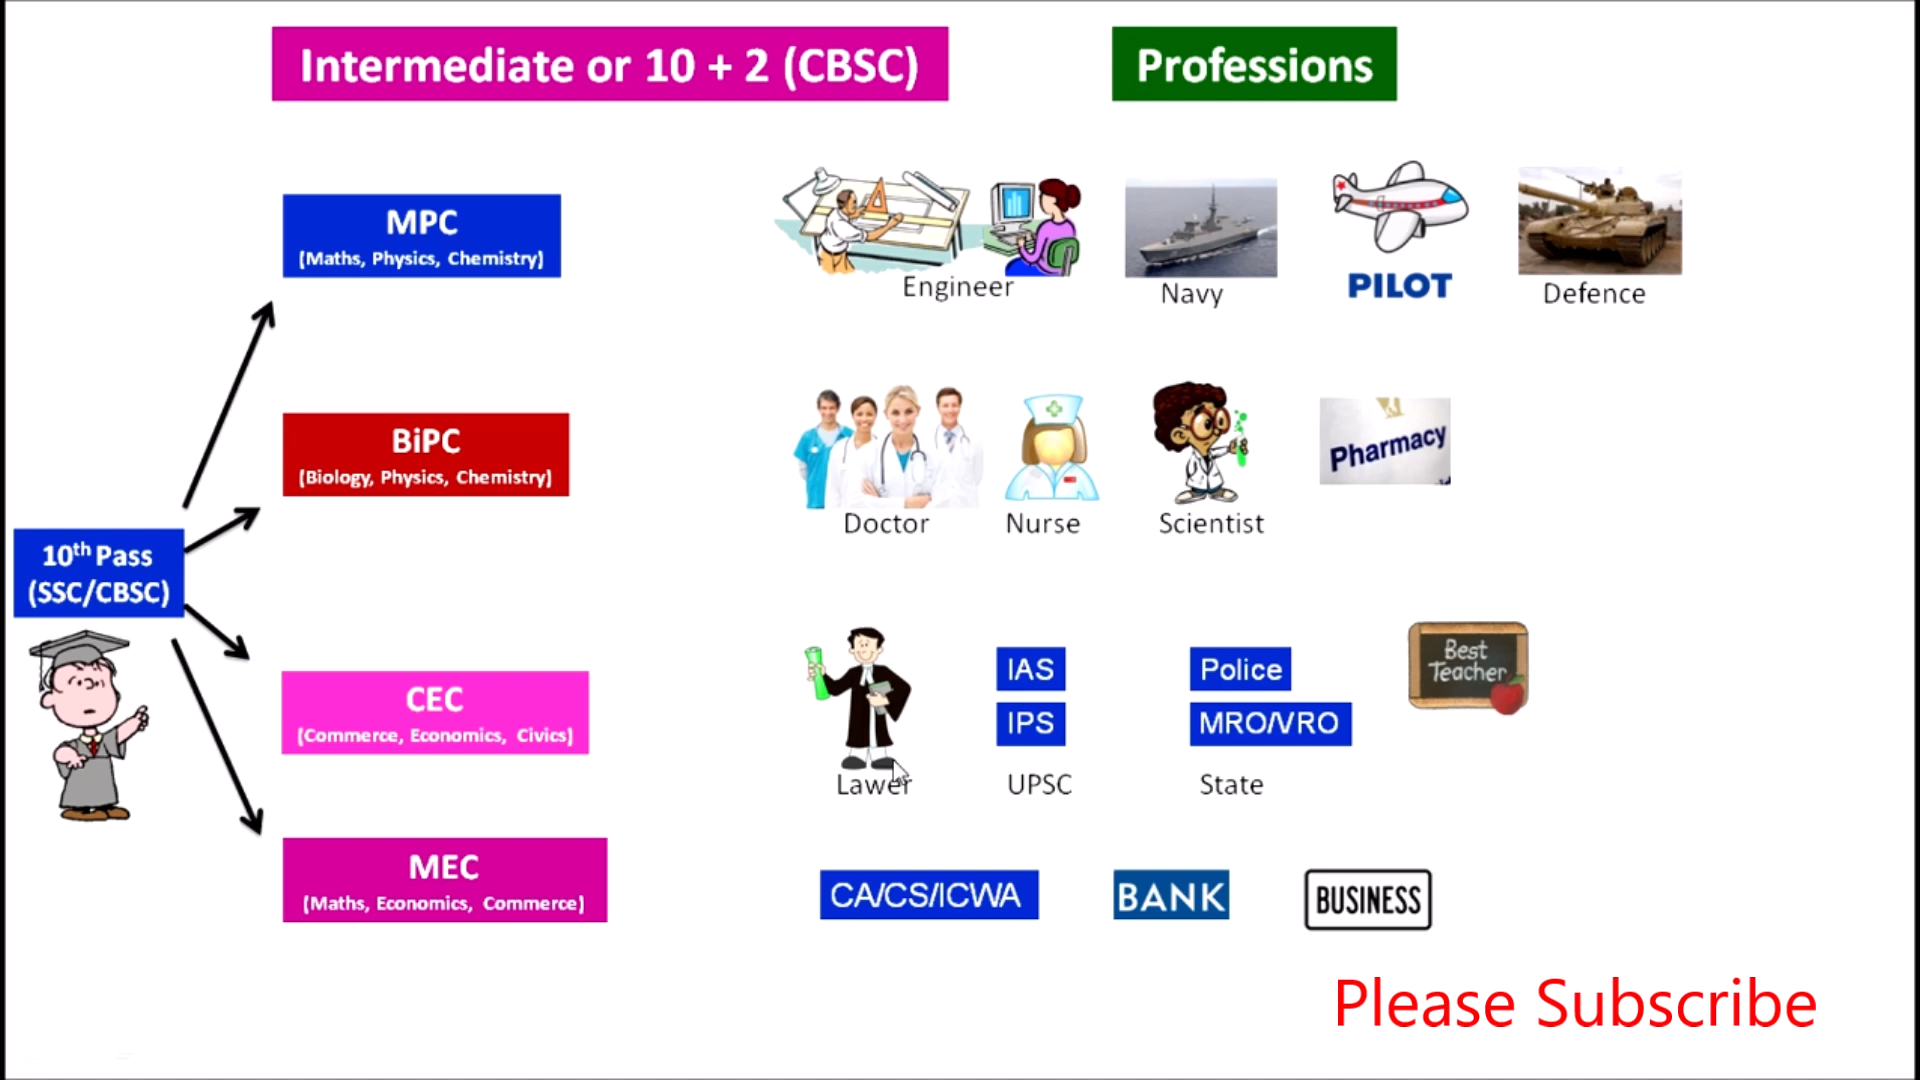 Intermediate or 10 + 2 (CBSC)
Professions
MPC
(Maths, Physics, Chemistry)
Engineer
Navy
PILOT
Defence
BiPC
(Biology, Physics, Chemistry)
Doctor
Nurse
Scientist
Pharmacy
10th Pass
(SSC/CBSC)
CEC
(Commerce, Economics, Civics)
Lawer
IAS
IPS
UPSC
Police
MRO/VRO
State
Best
Teacher
MEC
(Maths, Economics, Commerce)
CA/CS/ICWA
BANK
BUSINESS
Please Subscribe